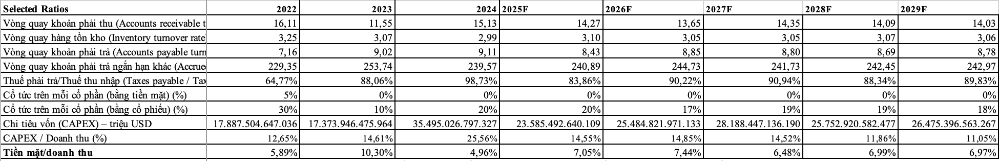 Selected Ratios 2022 2023 2024 2025F 2026F 2027F 2028F 2029F
Vòng quay khoản phải thu (Accounts receivable t 16,11 11,55 15,13 14,27 13,65 14,35 14,09 14,03
Vòng quay hàng tồn kho (Inventory turnover rate) 3,25 3,07 2,99 3,10 3,05 3,05 3,07 3,06
Vòng quay khoản phải trả (Accounts payable turn 7,16 9,02 9,11 8,43 8,85 8,80 8,69 8,78
Vòng quay khoản phải trả ngắn hạn khác (Accrued 229,35 253,74 239,57 240,89 244,73 241,73 242,45 242,97
Thuế phải trả/Thuế thu nhập (Taxes payable / Tax 64,77% 88,06% 98,73% 83,86% 90,22% 90,94% 88,34% 89,83%
Cổ tức trên mỗi cổ phần (bằng tiền mặt) (%) 5% 0% 0% 0% 0% 0% 0% 0%
Cổ tức trên mỗi cổ phần (bằng cổ phiếu) (%) 30% 10% 20% 20% 17% 19% 19% 18%
Chi tiêu vốn (CAPEX) – triệu USD 17.887.504.647.036 17.373.946.475.964 35.495.026.797.327 23.585.492.640.109 25.484.821.971.133 28.188.447.136.190 25.752.920.582.477 26.475.396.563.267
CAPEX / Doanh thu (%) 12,65% 14,61% 25,56% 14,55% 14,85% 14,52% 11,86% 11,05%
Tiền mặt/doanh thu 5,89% 10,30% 4,96% 7,05% 7,44% 6,48% 6,99% 6,97%